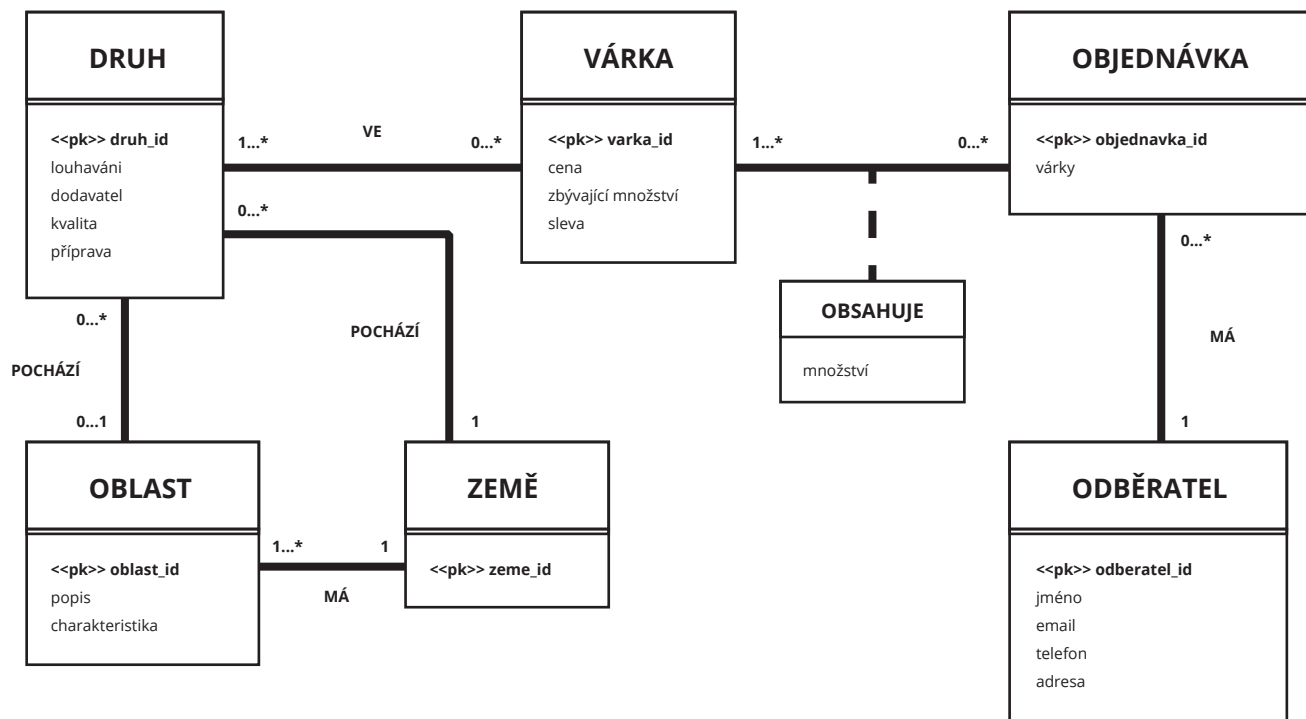 DRUH
<<pk>> druh_id
louhaváni
dodavatel
kvalita
příprava
1...*
VE
0...*
VÁRKA
<<pk>> varka_id
cena
zbývající množství
sleva
1...*
0...*
OBJEDNÁVKA
<<pk>> objednavka_id
várky
0...*
0...*
POCHÁZÍ
0...1
POCHÁZÍ
1
OBSAHUJE
množství
0...*
MÁ
1
OBLAST
<<pk>> oblast_id
popis
charakteristika
1...*
1
MÁ
ZEMĚ
<<pk>> zeme_id
ODBĚRATEL
<<pk>> odberatel_id
jméno
email
telefon
adresa